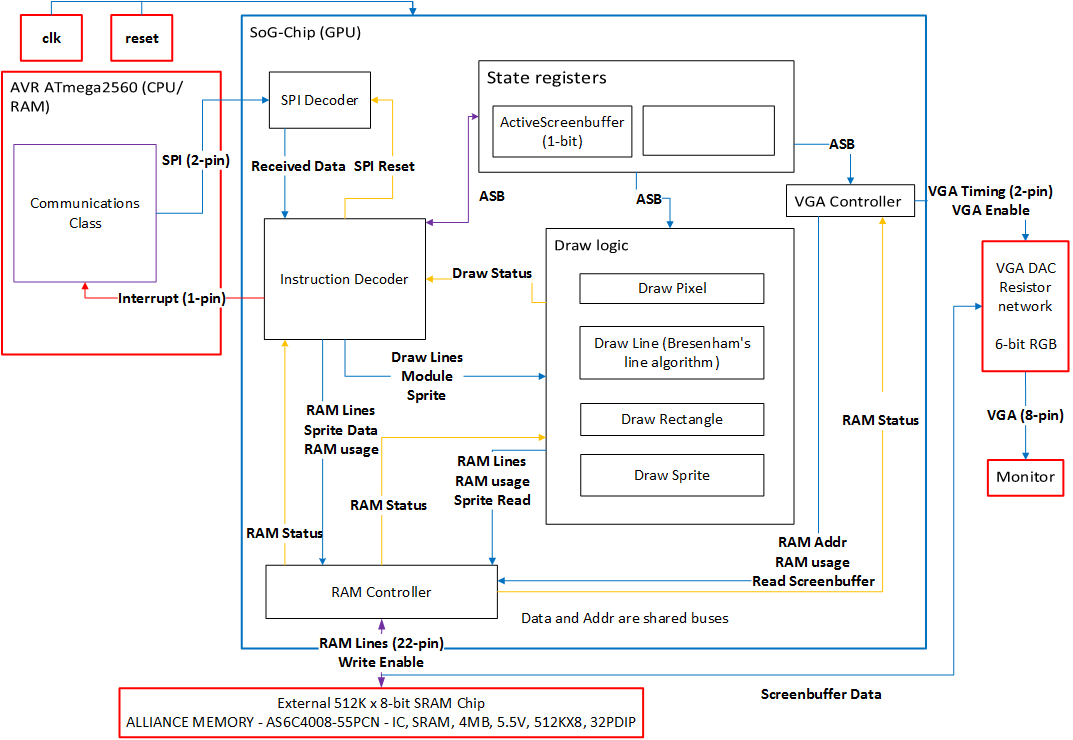 clk
reset
SoG-Chip (GPU)
AVR ATmega2560 (CPU/
RAM)
Communications
Class
SPI (2-pin)
Interrupt (1-pin)
SPI Decoder
Received Data
SPI Reset
State registers
ActiveScreenbuffer
(1-bit)
ASB
ASB
ASB
VGA Controller
VGA Timing (2-pin)
VGA Enable
Instruction Decoder
Draw Status
Draw logic
Draw Pixel
Draw Line (Bresenham's
line algorithm)
Draw Rectangle
Draw Sprite
VGA DAC
Resistor
network
6-bit RGB
VGA (8-pin)
Monitor
Draw Lines
Module
Sprite
RAM Lines
Sprite Data
RAM usage
RAM Lines
RAM usage
Sprite Read
RAM Status
RAM Status
RAM Status
RAM Addr
RAM usage
Read Screenbuffer
RAM Controller
Data and Addr are shared buses
RAM Lines (22-pin)
Write Enable
Screenbuffer Data
External 512K x 8-bit SRAM Chip
ALLIANCE MEMORY - AS6C4008-55PCN - IC, SRAM, 4MB, 5.5V, 512KX8, 32PDIP